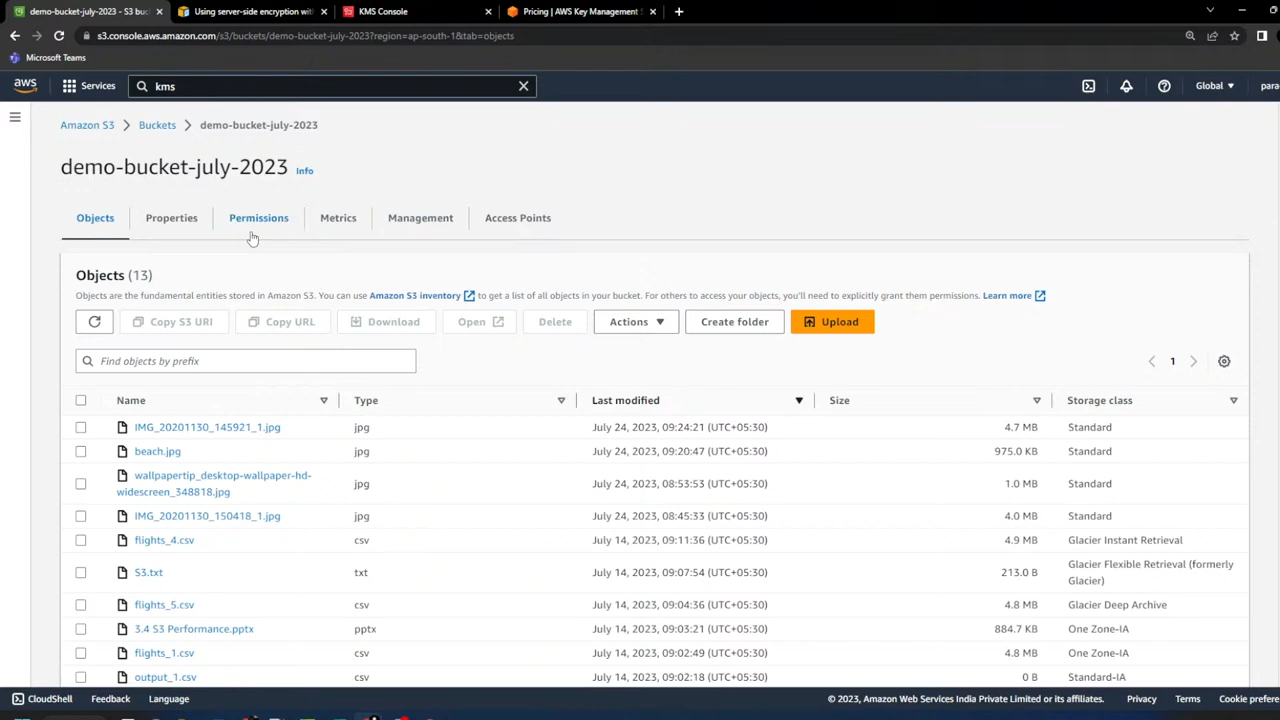 demo-bucket-july-2023 - S3 buc
Using server-side encryption wit
KMS Console
Pricing | AWS Key Management S
s3.console.aws.amazon.com/s3/buckets/demo-bucket-july-2023?region=ap-south-1&tab=objects
Microsoft Teams
aws Services kms Global
Amazon S3 Buckets demo-bucket-july-2023
demo-bucket-july-2023 Info
Objects Properties Permissions Metrics Management Access Points
Objects (13)
Objects are the fundamental entities stored in Amazon S3. You can use Amazon S3 inventory to get a list of all objects in your bucket. For others to access your objects, you'll need to explicitly grant them permissions. Learn more
Copy S3 URI Copy URL Download Open Delete Actions Create folder Upload
Find objects by prefix 1
Name Type Last modified Size Storage class
IMG_20201130_145921_1.jpg jpg July 24, 2023, 09:24:21 (UTC+05:30) 4.7 MB Standard
beach.jpg jpg July 24, 2023, 09:20:47 (UTC+05:30) 975.0 KB Standard
wallpapertip_desktop-wallpaper-hd-
widescreen_348818.jpg jpg July 24, 2023, 08:53:53 (UTC+05:30) 1.0 MB Standard
IMG_20201130_150418_1.jpg jpg July 24, 2023, 08:45:33 (UTC+05:30) 4.0 MB Standard
flights_4.csv csv July 14, 2023, 09:11:36 (UTC+05:30) 4.9 MB Glacier Instant Retrieval
S3.txt txt July 14, 2023, 09:07:54 (UTC+05:30) 213.0 B Glacier Flexible Retrieval (formerly
Glacier)
flights_5.csv csv July 14, 2023, 09:04:36 (UTC+05:30) 4.8 MB Glacier Deep Archive
3.4 S3 Performance.pptx pptx July 14, 2023, 09:03:21 (UTC+05:30) 884.7 KB One Zone-IA
flights_1.csv csv July 14, 2023, 09:02:49 (UTC+05:30) 4.8 MB One Zone-IA
output_1.csv csv July 14, 2023, 09:02:18 (UTC+05:30) 0 B Standard-IA
CloudShell Feedback Language © 2023, Amazon Web Services India Private Limited or its affiliates. Privacy Terms Cookie prefere